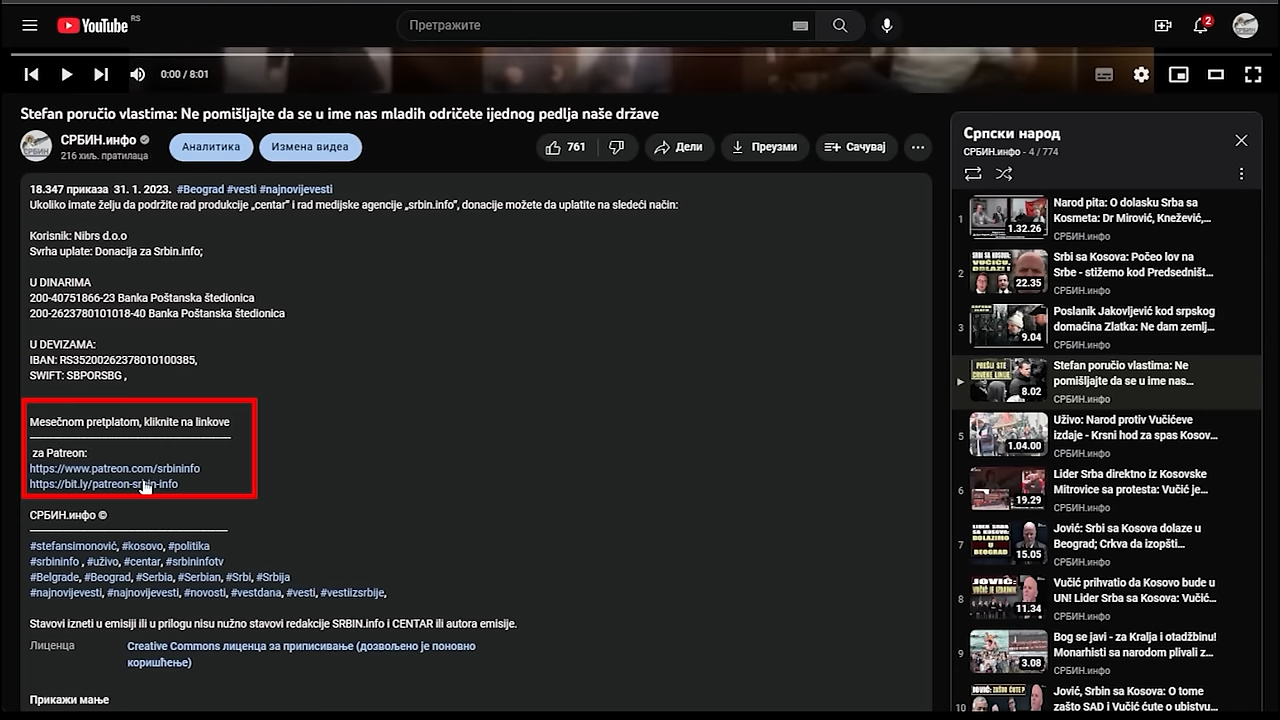 YouTube RS
Претражите
2
0:00 / 8:01
Stefan poručio vlastima: Ne pomišljajte da se u ime nas mladih odričete ijednog pedlja naše države
СРБИН.инфо
216 хиљ. пратилаца
Аналитика
Измена видеа
761
Дели
Преузми
Сачувај
18.347 приказа 31. 1. 2023. #Beograd #vesti #najnovijevesti
Ukoliko imate želju da podržite rad produkcije „centar” i rad medijske agencije „srbin.info”, donacije možete da uplatite na sledeći način:
Korisnik: Nibrs d.o.o
Svrha uplate: Donacija za Srbin.info;
U DINARIMA
200-40751866-23 Banka Poštanska štedionica
200-2623780101018-40 Banka Poštanska štedionica
U DEVIZAMA:
IBAN: RS35200262378010100385,
SWIFT: SBPORSBG ,
Mesečnom pretplatom, kliknite na linkove
za Patreon:
https://www.patreon.com/srbininfo
https://bit.ly/patreon-srbin-info
СРБИН.инфо ©
#stefansimonović, #kosovo, #politika
#srbininfo , #uživo, #centar, #srbininfotv
#Belgrade, #Beograd, #Serbia, #Serbian, #Srbi, #Srbija
#najnovijevesti, #najnovijevesti, #novosti, #vestdana, #vesti, #vestiizsrbije,
Stavovi izneti u emisiji ili u prilogu nisu nužno stavovi redakcije SRBIN.info i CENTAR ili autora emisije.
Лиценца
Creative Commons лиценца за приписивање (дозвољено је поновно
коришћење)
Прикажи мање
Српски народ
СРБИН.инфо - 4 / 774
1
1.32.26
Narod pita: O dolasku Srba sa
Kosmeta: Dr Mirović, Knežević,...
СРБИН.инфо
2
22.35
Srbi sa Kosova: Počeo lov na
Srbe - stižemo kod Predsedništ...
СРБИН.инфо
3
9.04
Poslanik Jakovljević kod srpskog
domaćina Zlatka: Ne dam zemlj...
СРБИН.инфо
PREŠLI STE
CRVENE LINIJE
8.02
Stefan poručio vlastima: Ne
pomišljajte da se u ime nas...
СРБИН.инфо
5
1.04.00
Uživo: Narod protiv Vučićeve
izdaje - Krsni hod za spas Kosov...
СРБИН.инфо
6
19.29
Lider Srba direktno iz Kosovske
Mitrovice sa protesta: Vučić je...
СРБИН.инфо
7
15.05
Jović: Srbi sa Kosova dolaze u
Beograd; Crkva da izopšti...
СРБИН.инфо
8
11.34
Vučić prihvatio da Kosovo bude u
UN! Lider Srba sa Kosova: Vučić...
СРБИН.инфо
9
3.08
Bog se javi - za Kralja i otadžbinu!
Monarhisti sa narodom plivali z...
СРБИН.инфо
10
Jović, Srbin sa Kosova: O tome
zašto SAD i Vučić ćute o ubistvu...